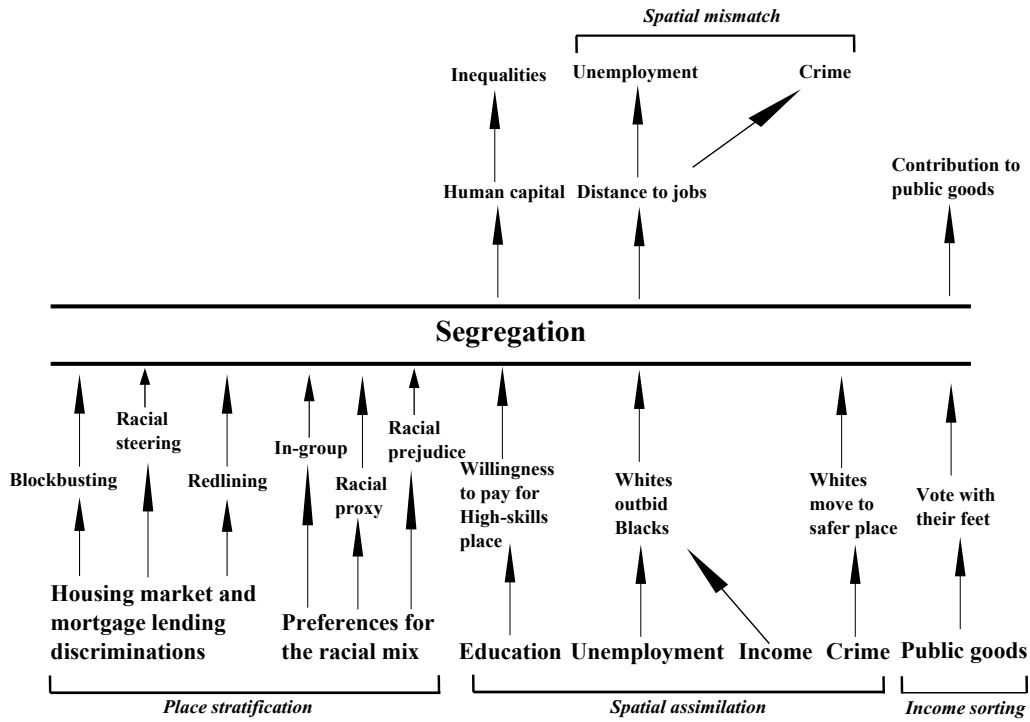 Spatial mismatch
Inequalities
Unemployment
Crime
Human capital
Distance to jobs
Contribution to
public goods
Segregation
Blockbusting
Racial
steering
Redlining
In-group
Racial
proxy
Racial
prejudice
Willingness
to pay for
High-skills
place
Whites
outbid
Blacks
Whites
move to
safer place
Vote with
their feet
Housing market and
mortgage lending
discriminations
Preferences for
the racial mix
Education
Unemployment
Income
Crime
Public goods
Place stratification
Spatial assimilation
Income sorting